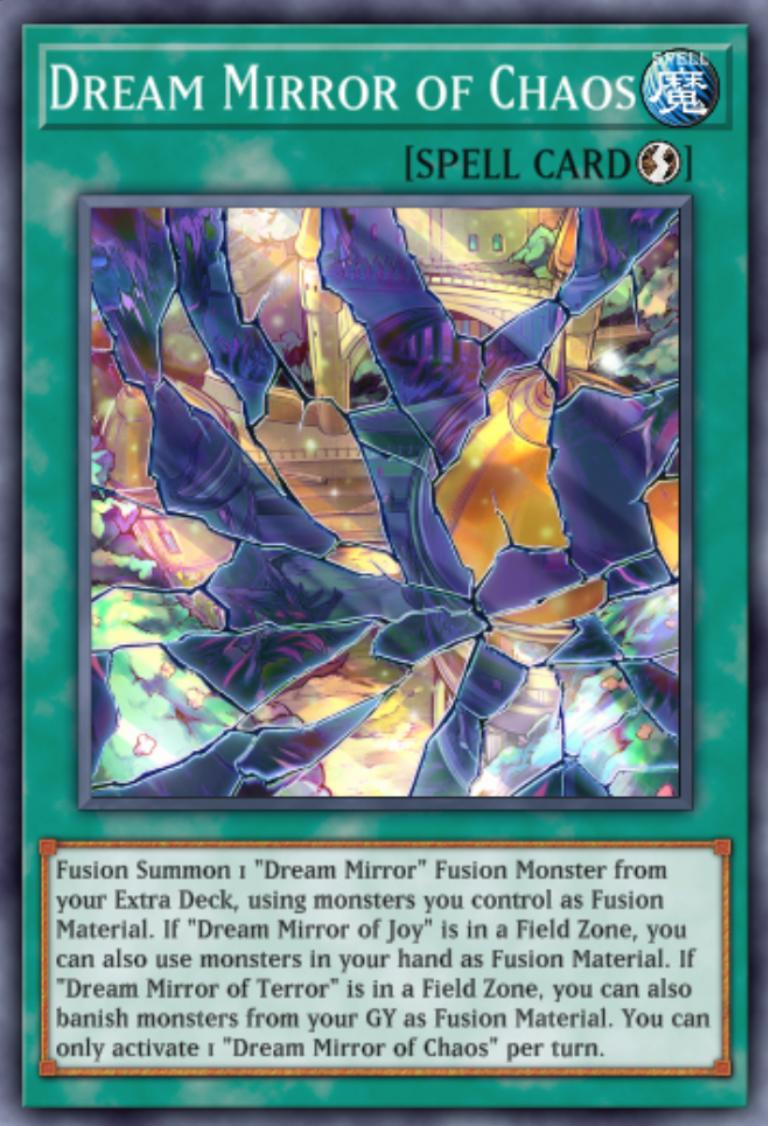 DREAM MIRROR OF CHAOS
SPELL
魔
[SPELL CARD]
Fusion Summon 1 "Dream Mirror" Fusion Monster from
your Extra Deck, using monsters you control as Fusion
Material. If "Dream Mirror of Joy" is in a Field Zone, you
can also use monsters in your hand as Fusion Material. If
"Dream Mirror of Terror" is in a Field Zone, you can also
banish monsters from your GY as Fusion Material. You can
only activate 1 "Dream Mirror of Chaos" per turn.